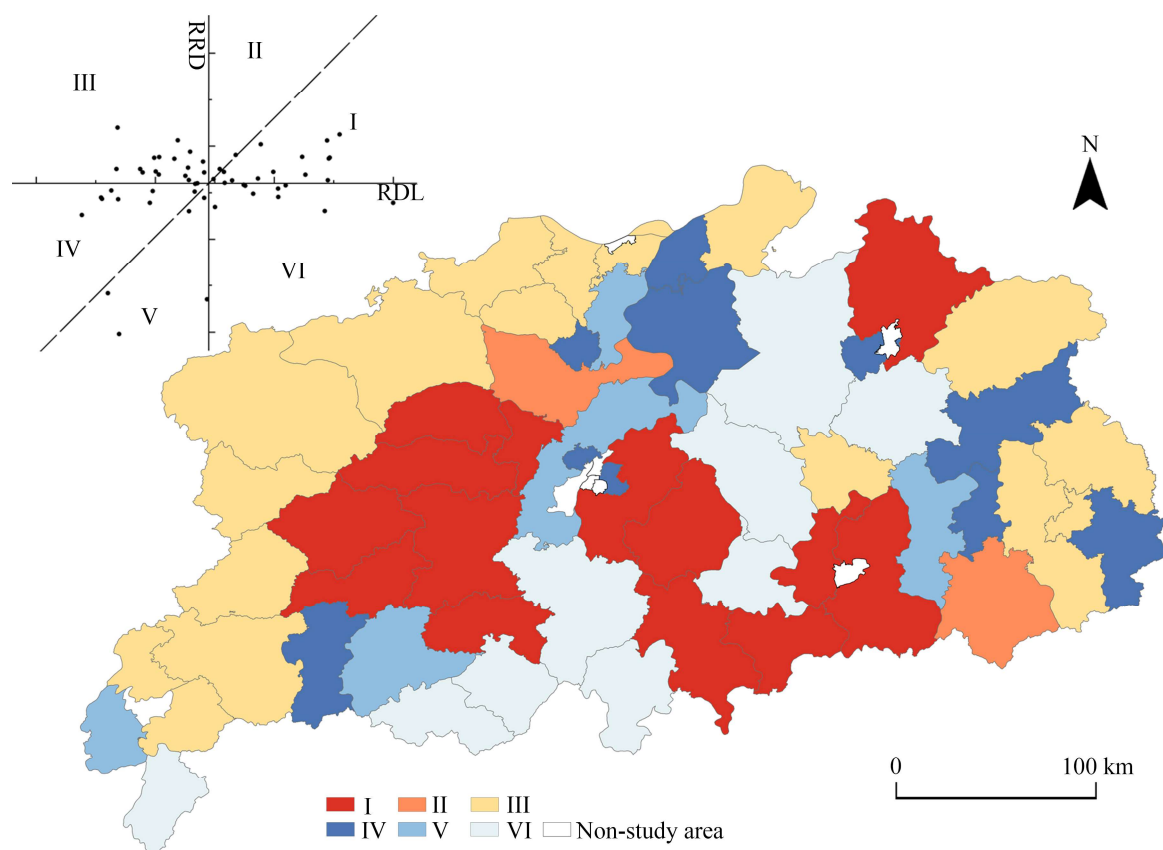 RRD
II
III
I
RDL
IV
VI
V
N
0 100 km
I II III
IV V VI Non-study area